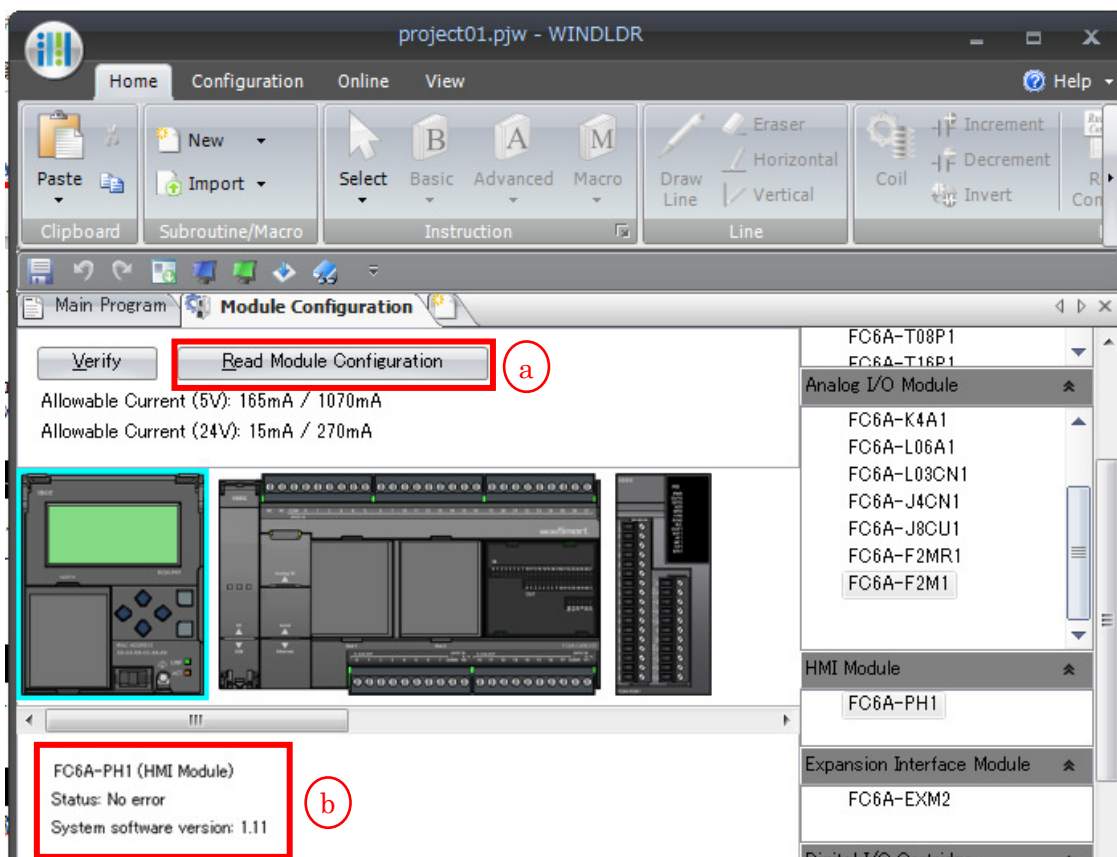 project01.pjw - WINDLDR
Home Configuration Online View Help
Paste
Clipboard
New
Import
Subroutine/Macro
Select
B
Basic
A
Advanced
M
Macro
Instruction
Draw
Line
Eraser
Horizontal
Vertical
Line
Coil
Increment
Decrement
Invert
R
Con
Main Program Module Configuration
Verify Read Module Configuration
a
Allowable Current (5V): 165mA / 1070mA
Allowable Current (24V): 15mA / 270mA
FC6A-PH1 (HMI Module)
Status: No error
System software version: 1.11
b
FC6A-T08P1
FC6A-T16P1
Analog I/O Module
FC6A-K4A1
FC6A-L06A1
FC6A-L03CN1
FC6A-J4CN1
FC6A-J8CU1
FC6A-F2MR1
FC6A-F2M1
HMI Module
FC6A-PH1
Expansion Interface Module
FC6A-EXM2